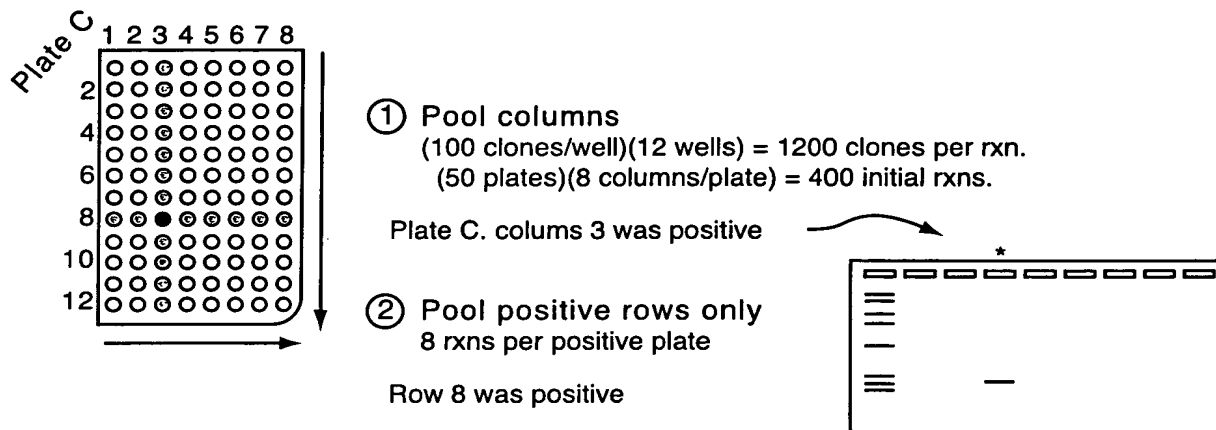 Plate C
1 2 3 4 5 6 7 8
2
4
6
8
10
12
① Pool columns
(100 clones/well)(12 wells) = 1200 clones per rxn.
(50 plates)(8 columns/plate) = 400 initial rxns.
Plate C. colums 3 was positive
*
② Pool positive rows only
8 rxns per positive plate
Row 8 was positive